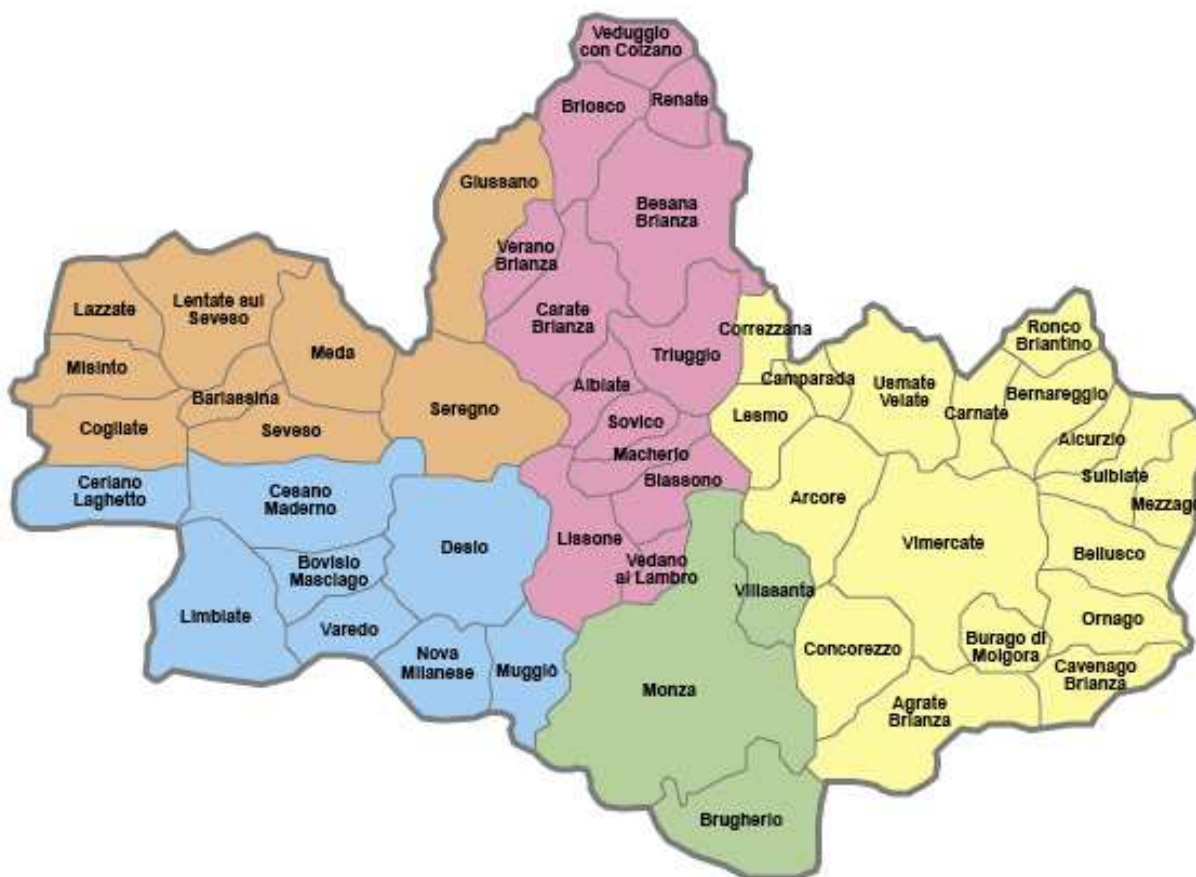 Veduggio
con Colzano
Briosco
Renate
Giussano
Besana
Brianza
Verano
Brianza
Lazzate
Lentate sul
Seveso
Carate
Brianza
Correzzana
Ronco
Briantino
Misinto
Meda
Triuggio
Albiate
Camparada
Usmate
Velate
Bernareggio
Barlassina
Seregno
Lesmo
Carnate
Cogliate
Seveso
Sovico
Aicurzio
Macherio
Sulbiate
Ceriano
Laghetto
Cesano
Maderno
Biassono
Arcore
Mezzago
Lissone
Desio
Vimercate
Bellusco
Bovisio
Masciago
Vedano
al Lambro
Villasanta
Limbiate
Varedo
Ornago
Nova
Milanese
Muggiò
Concorezzo
Burago di
Molgora
Cavenago
Brianza
Monza
Agrate
Brianza
Brugherio